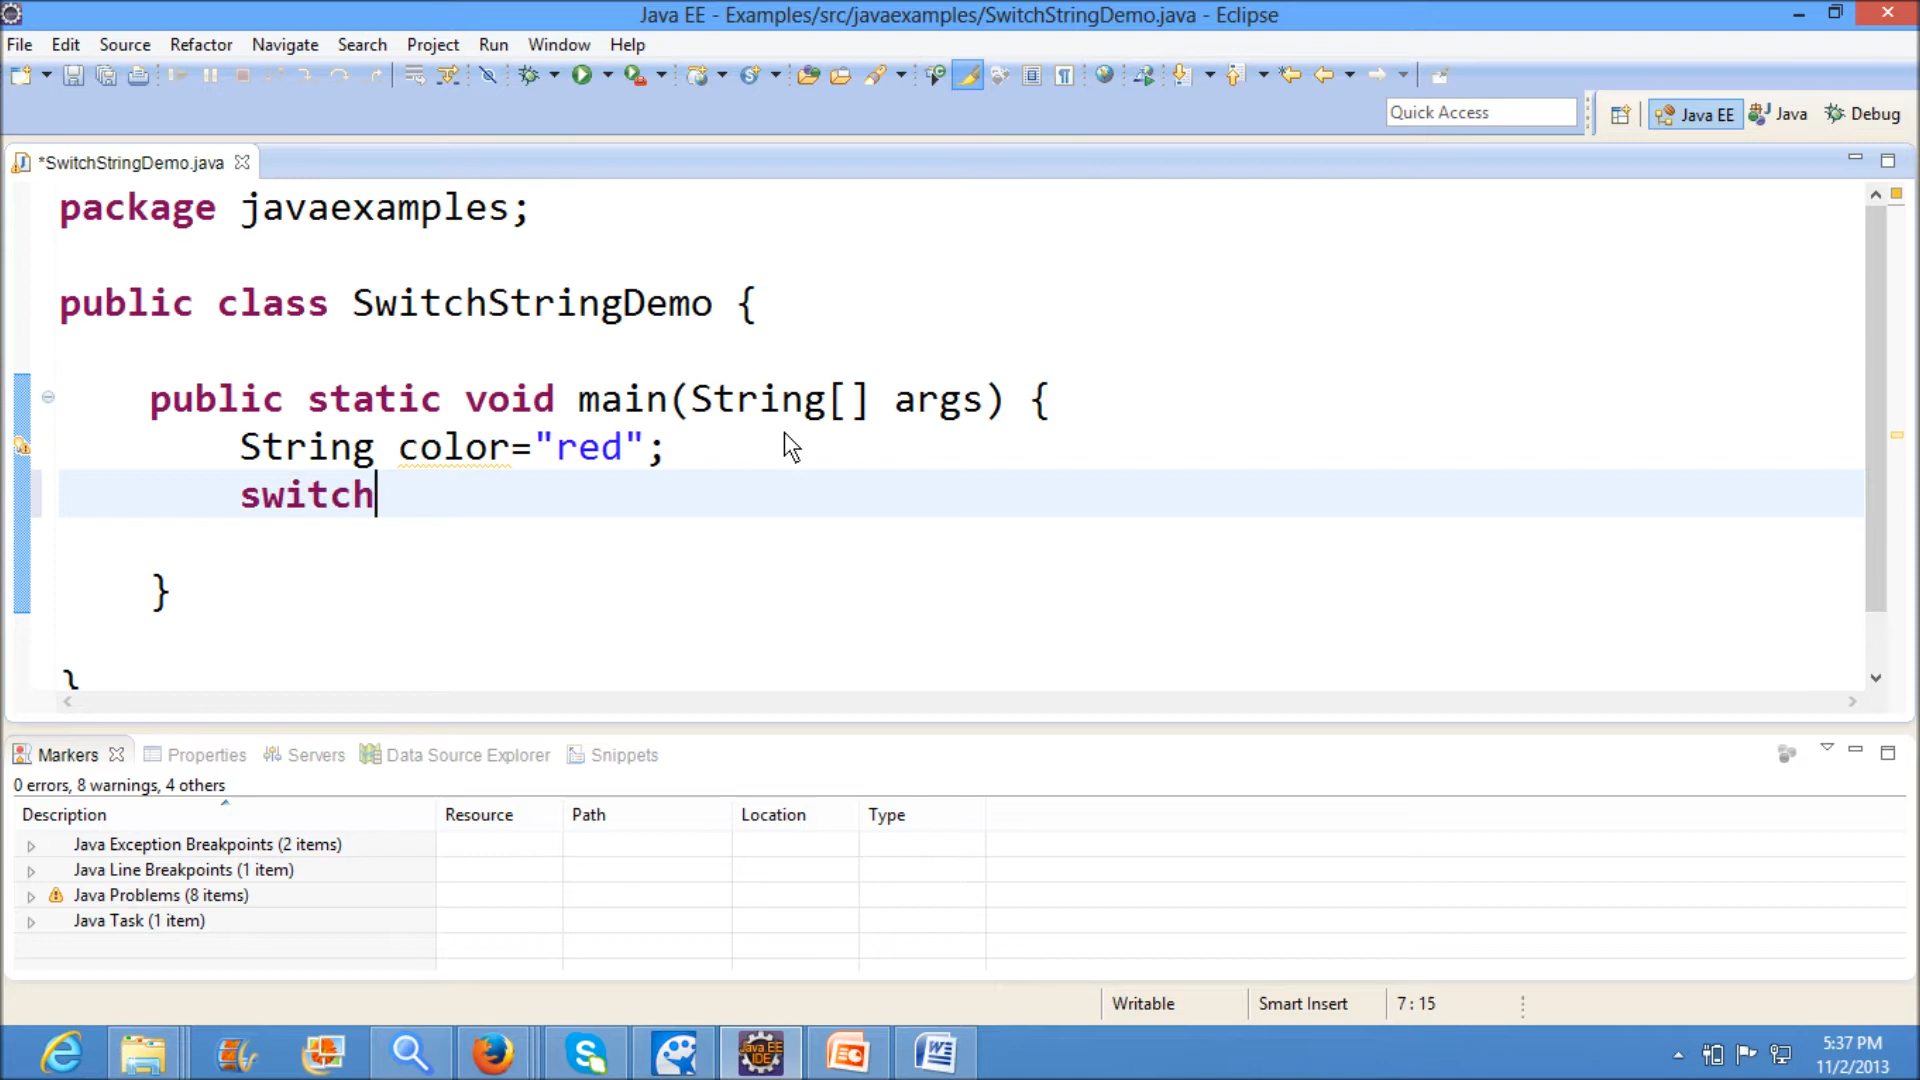 Java EE - Examples/src/javaexamples/SwitchStringDemo.java - Eclipse
File Edit Source Refactor Navigate Search Project Run Window Help
Quick Access Java EE Java Debug
*SwitchStringDemo.java
package javaexamples;
public class SwitchStringDemo {
public static void main(String[] args) {
String color="red";
switch
}
}
Markers Properties Servers Data Source Explorer Snippets
0 errors, 8 warnings, 4 others
Description Resource Path Location Type
Java Exception Breakpoints (2 items)
Java Line Breakpoints (1 item)
Java Problems (8 items)
Java Task (1 item)
Writable Smart Insert 7 : 15
Java EE
IDE
5:37 PM
11/2/2013